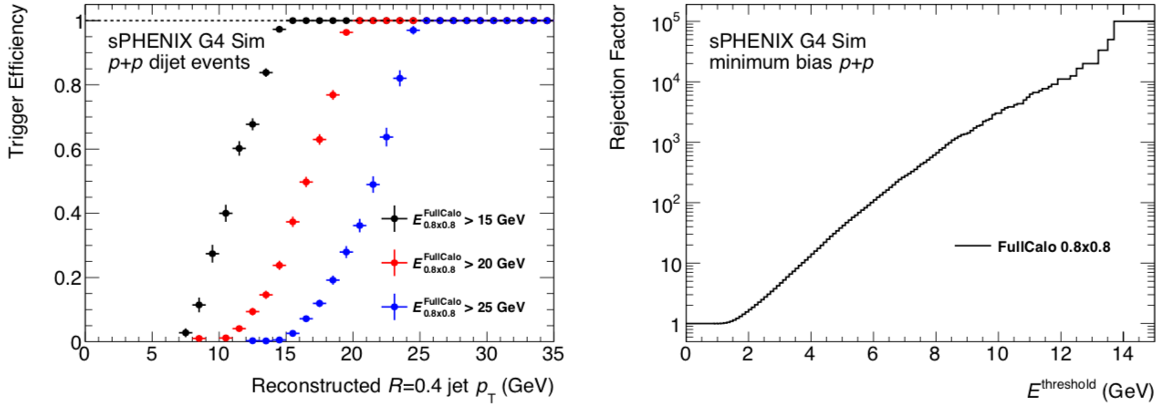 Trigger Efficiency
1
0.8
0.6
0.4
0.2
0
sPHENIX G4 Sim
p+p dijet events
E^FullCalo_0.8x0.8 > 15 GeV
E^FullCalo_0.8x0.8 > 20 GeV
E^FullCalo_0.8x0.8 > 25 GeV
0 5 10 15 20 25 30 35
Reconstructed R=0.4 jet p_T (GeV)
Rejection Factor
10^5
10^4
10^3
10^2
10
1
sPHENIX G4 Sim
minimum bias p+p
FullCalo 0.8x0.8
0 2 4 6 8 10 12 14
E^threshold (GeV)